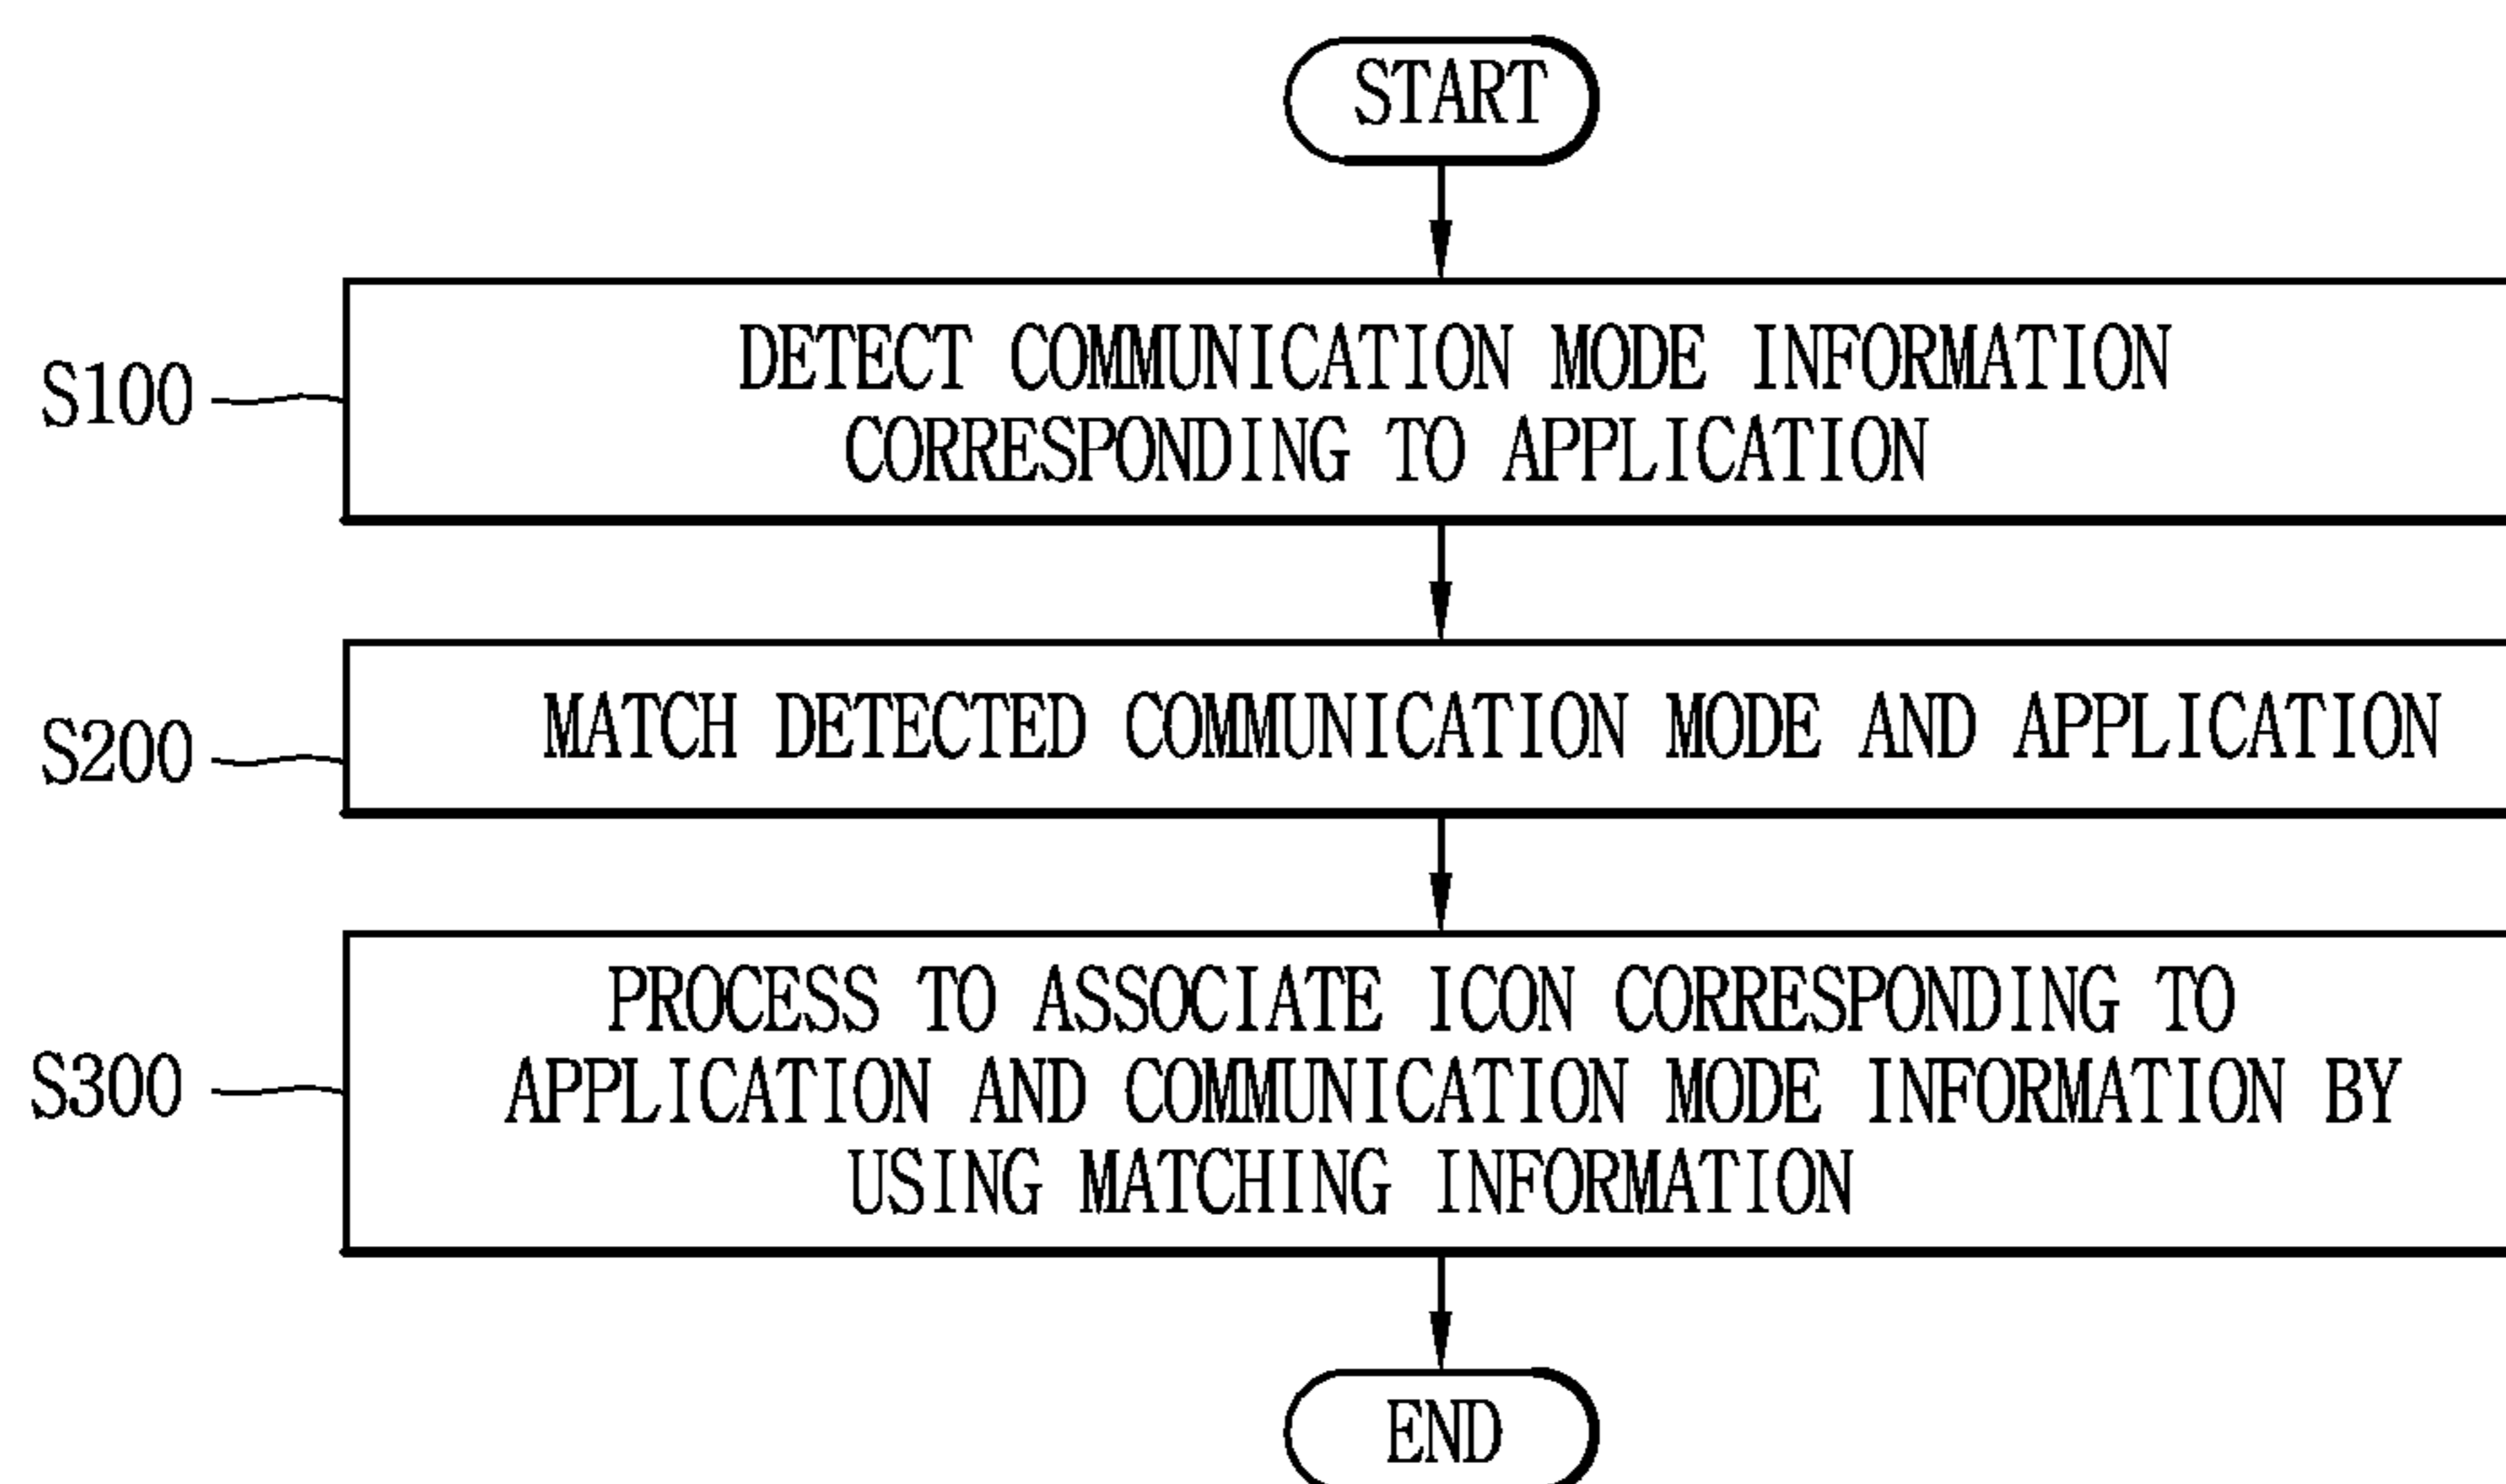 START
S100
DETECT COMMUNICATION MODE INFORMATION
CORRESPONDING TO APPLICATION
S200
MATCH DETECTED COMMUNICATION MODE AND APPLICATION
S300
PROCESS TO ASSOCIATE ICON CORRESPONDING TO
APPLICATION AND COMMUNICATION MODE INFORMATION BY
USING MATCHING INFORMATION
END